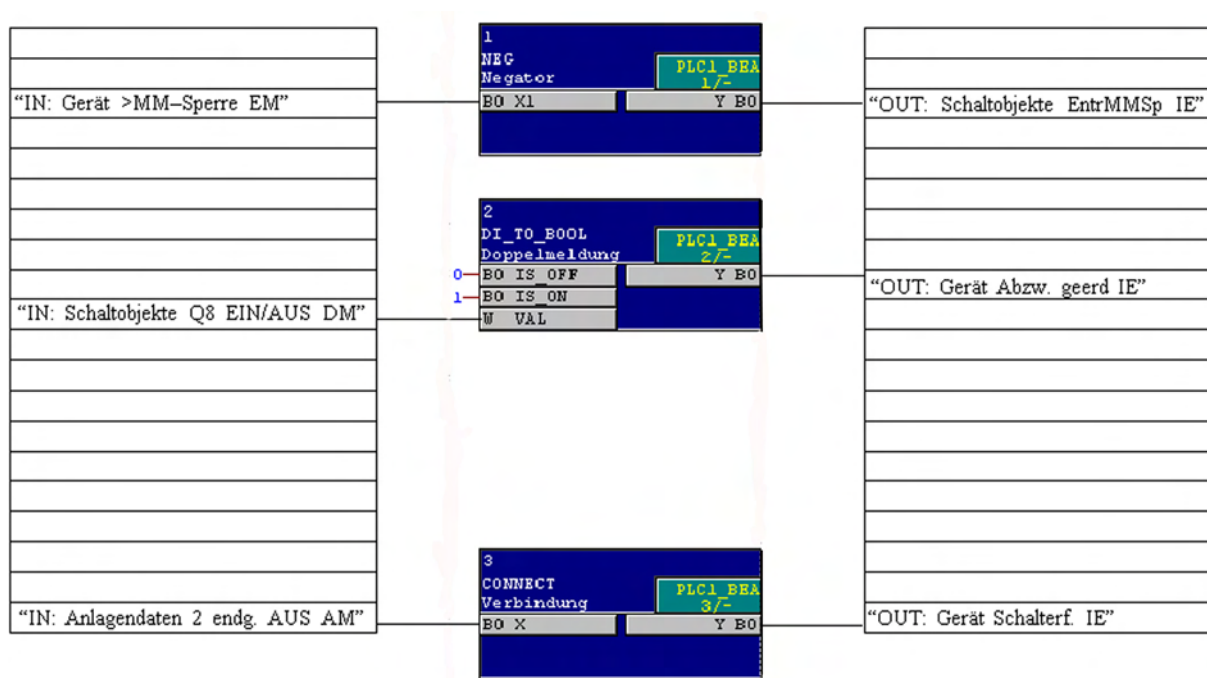 1
NEG
Negator
PLC1_BEA
1/-
"IN: Gerät >MM–Sperre EM"
BO X1
Y BO
"OUT: Schaltobjekte EntrMMSp IE"
2
DI_TO_BOOL
Doppelmeldung
PLC1_BEA
2/-
0
BO IS_OFF
Y BO
"OUT: Gerät Abzw. geerd IE"
1
BO IS_ON
"IN: Schaltobjekte Q8 EIN/AUS DM"
W VAL
3
CONNECT
Verbindung
PLC1_BEA
3/-
"IN: Anlagendaten 2 endg. AUS AM"
BO X
Y BO
"OUT: Gerät Schalterf. IE"